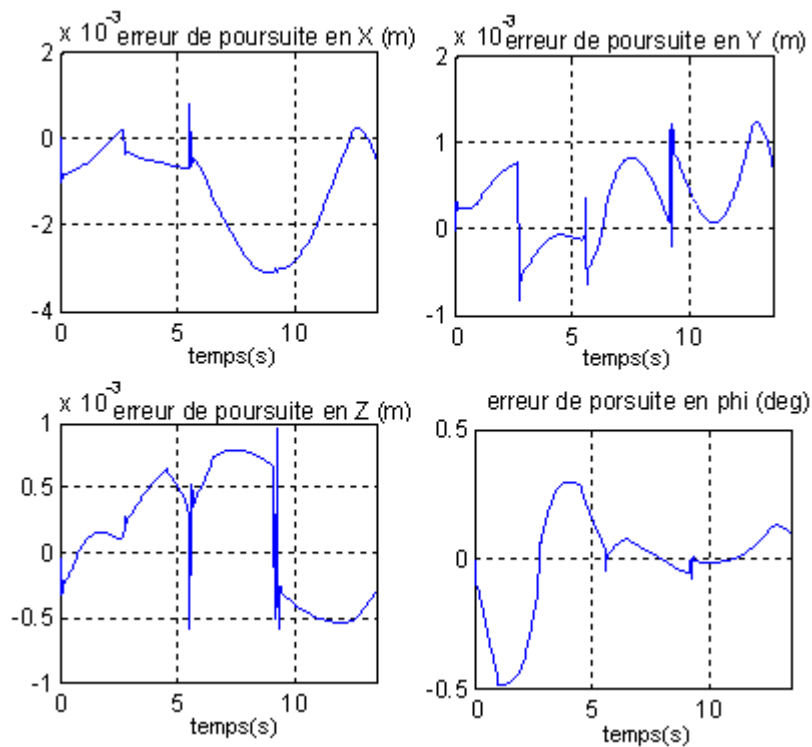 x 10-3
erreur de poursuite en X (m)
2
0
-2
-4
0 5 10
temps(s)
x 10-3
erreur de poursuite en Y (m)
2
1
0
-1
0 5 10
temps(s)
x 10-3
erreur de poursuite en Z (m)
1
0.5
0
-0.5
-1
0 5 10
temps(s)
erreur de porsuite en phi (deg)
0.5
0
-0.5
0 5 10
temps(s)